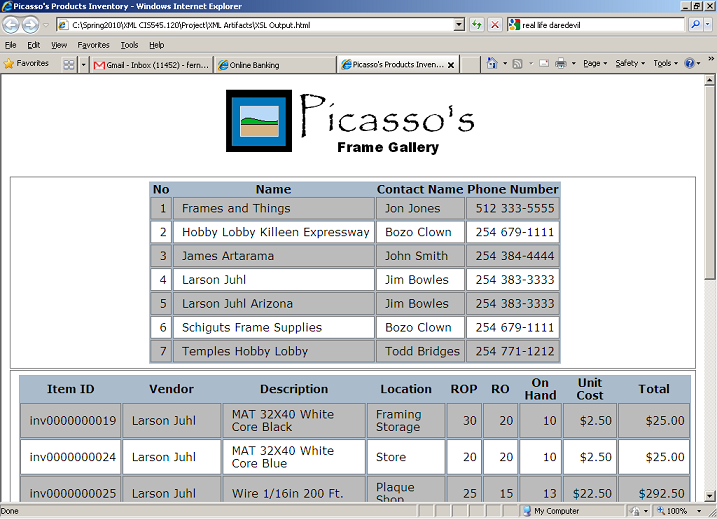 Picasso's Products Inventory - Windows Internet Explorer
C:\Spring2010\XML CIS545.120\Project\XML Artifacts\XSL Output.html
real life daredevil
File Edit View Favorites Tools Help
Favorites
Gmail - Inbox (11452) - fern...
Online Banking
Picasso's Products Inven...
Page
Safety
Tools
Picasso's
Frame Gallery
No Name Contact Name Phone Number
1 Frames and Things Jon Jones 512 333-5555
2 Hobby Lobby Killeen Expressway Bozo Clown 254 679-1111
3 James Artarama John Smith 254 384-4444
4 Larson Juhl Jim Bowles 254 383-3333
5 Larson Juhl Arizona Jim Bowles 254 383-3333
6 Schiguts Frame Supplies Bozo Clown 254 679-1111
7 Temples Hobby Lobby Todd Bridges 254 771-1212
Item ID Vendor Description Location ROP RO On Hand Unit Cost Total
inv0000000019 Larson Juhl MAT 32X40 White Core Black Framing Storage 30 20 10 $2.50 $25.00
inv0000000024 Larson Juhl MAT 32X40 White Core Blue Store 20 20 10 $2.50 $25.00
inv0000000025 Larson Juhl Wire 1/16in 200 Ft. Plaque Shop 25 15 13 $22.50 $292.50
Done
My Computer
100%